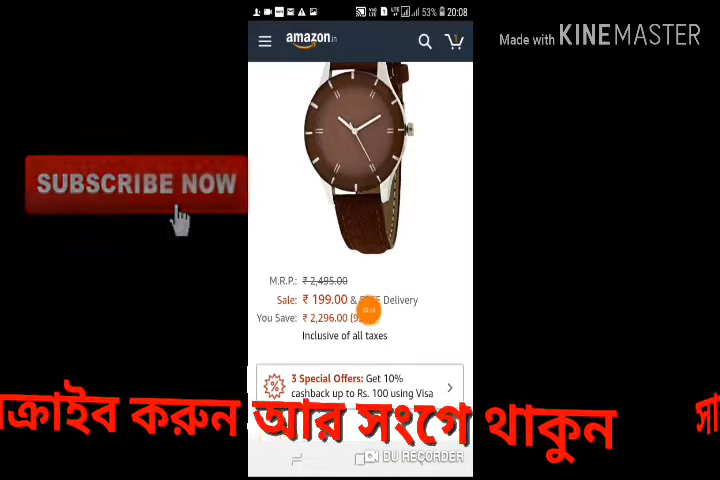 53% 20:08
amazon.in
Made with KINEMASTER
SUBSCRIBE NOW
M.R.P.: ₹ 2,495.00
Sale: ₹ 199.00 & FREE Delivery
You Save: ₹ 2,296.00
Inclusive of all taxes
3 Special Offers: Get 10%
cashback up to Rs. 100 using Visa
ক্রাইব করুন আর সংগে থাকুন সা
DU RECORDER